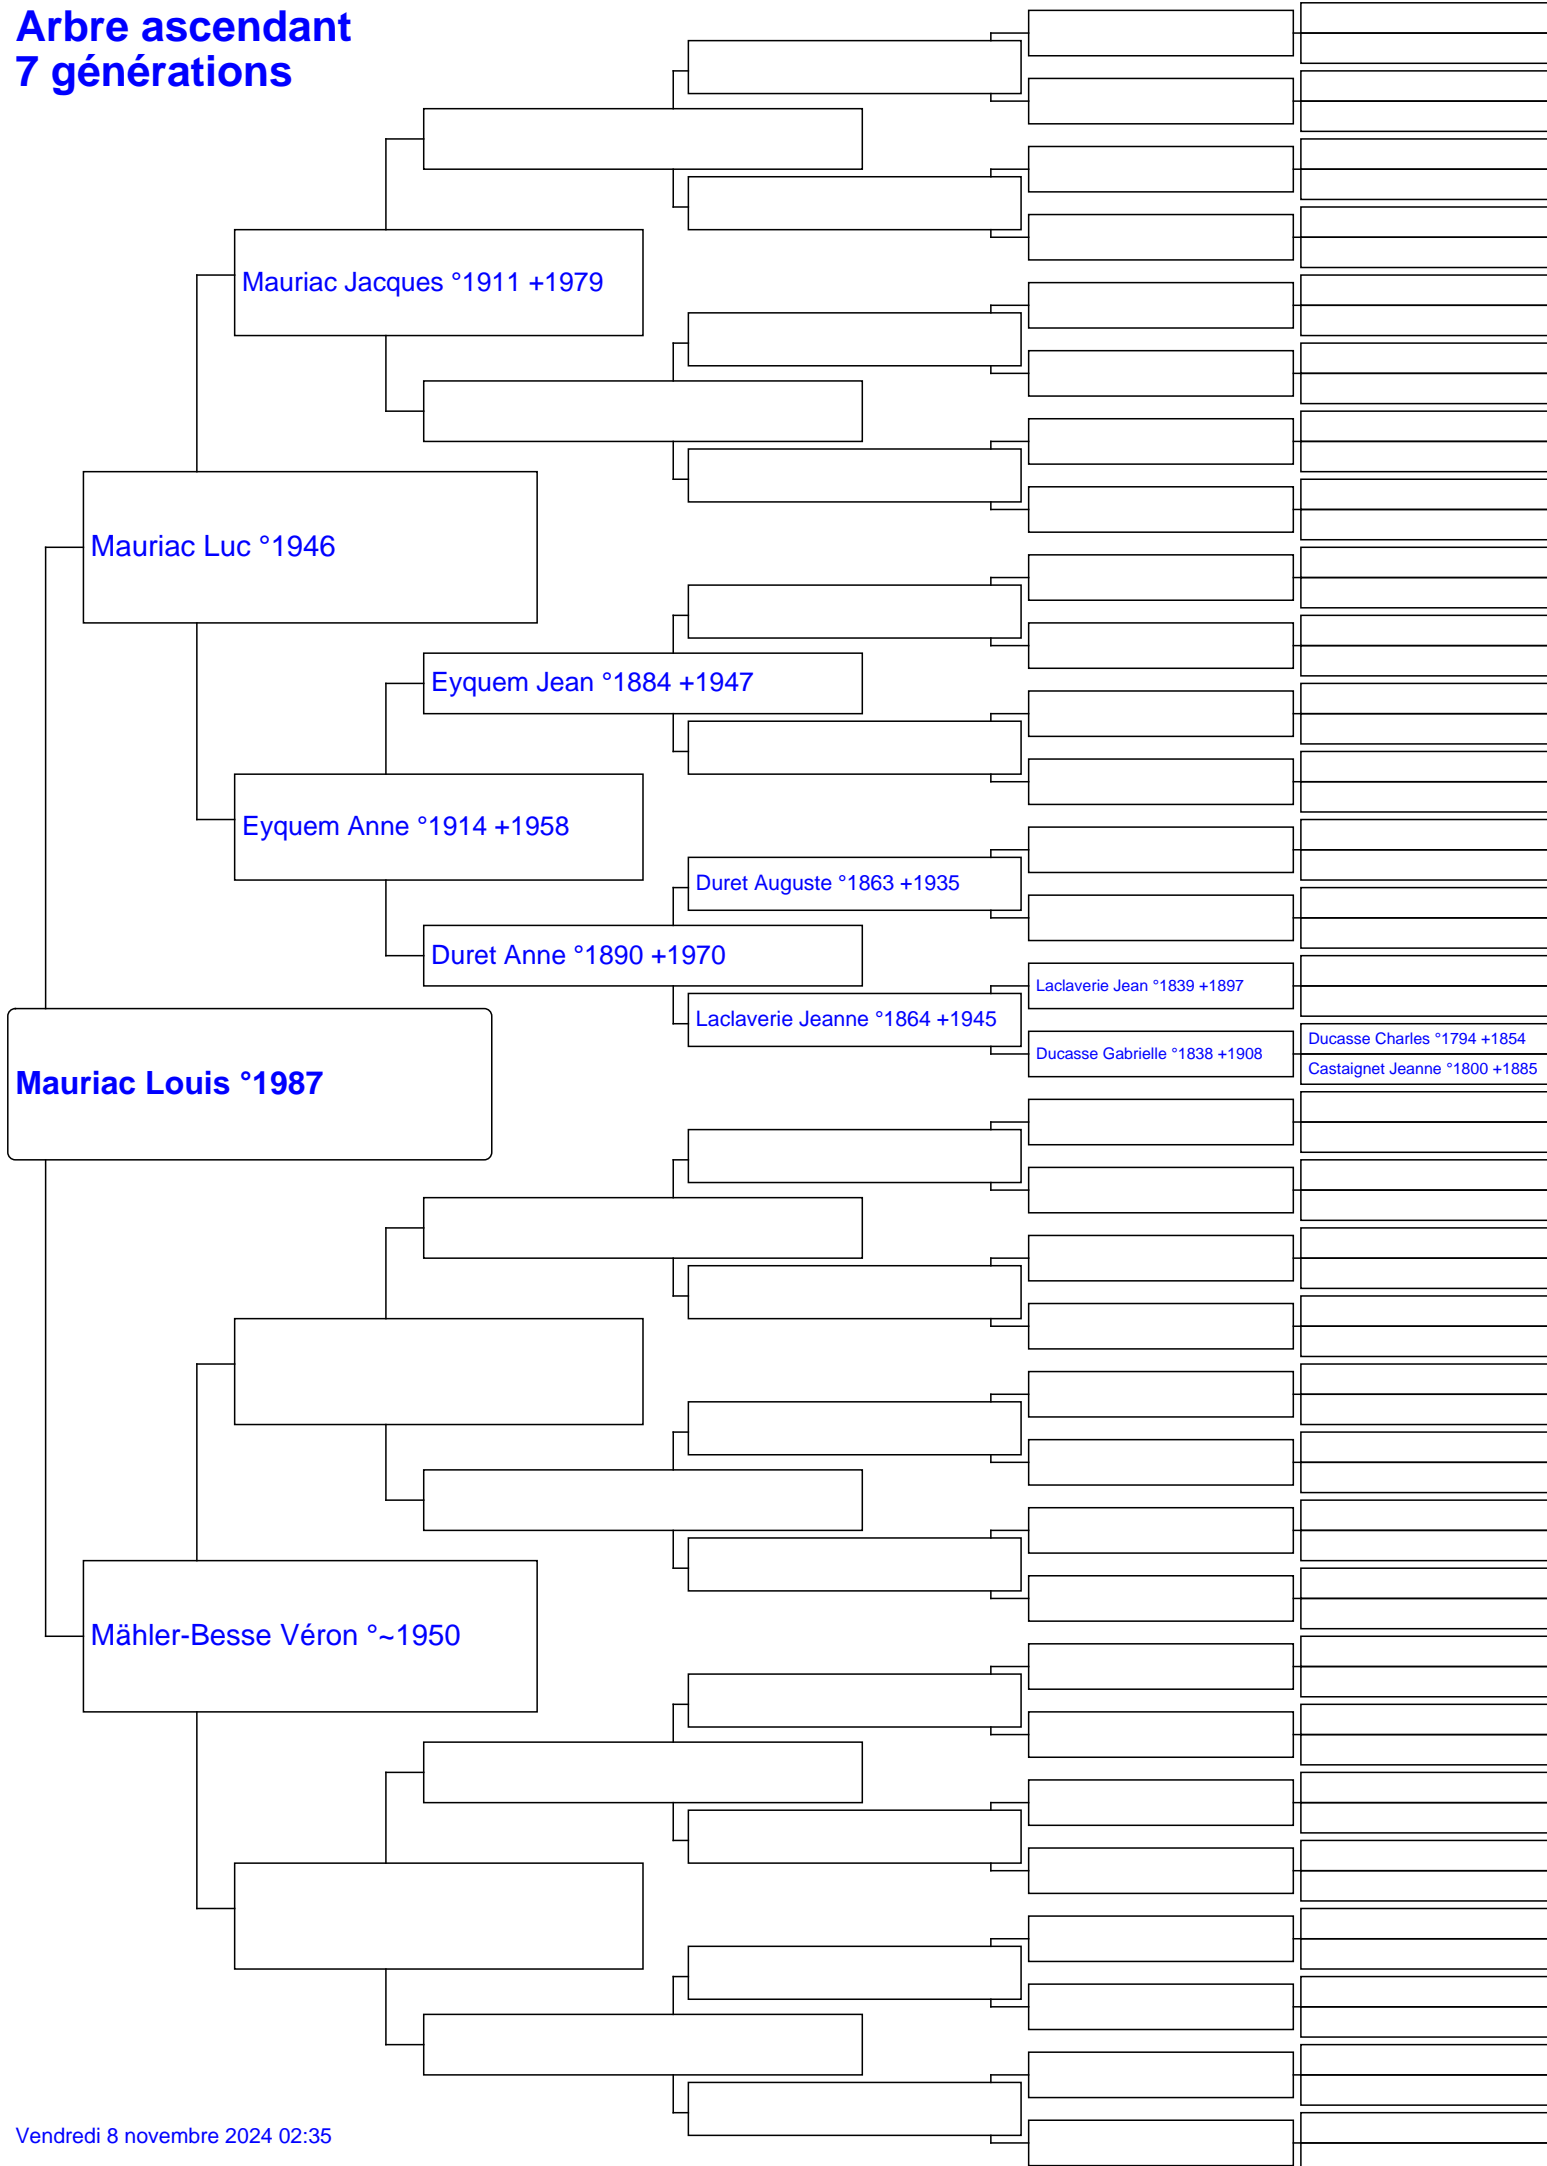 Arbre ascendant
7 générations
Mauriac Jacques °1911 +1979
Mauriac Luc °1946
Eyquem Jean °1884 +1947
Eyquem Anne °1914 +1958
Duret Auguste °1863 +1935
Duret Anne °1890 +1970
Laclaverie Jean °1839 +1897
Laclaverie Jeanne °1864 +1945
Ducasse Charles °1794 +1854
Ducasse Gabrielle °1838 +1908
Castaignet Jeanne °1800 +1885
Mauriac Louis °1987
Mähler-Besse Véron °~1950
Vendredi 8 novembre 2024 02:35